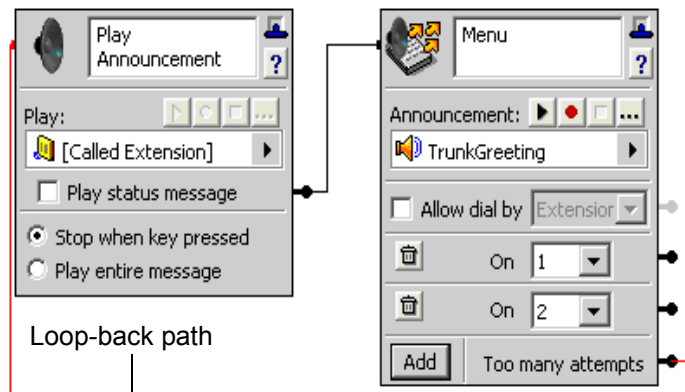 Play
Announcement
?
Play:
...
[Called Extension]
Play status message
Stop when key pressed
Play entire message
Loop-back path
Menu
?
Announcement:
...
TrunkGreeting
Allow dial by Extension
On 1
On 2
Add Too many attempts